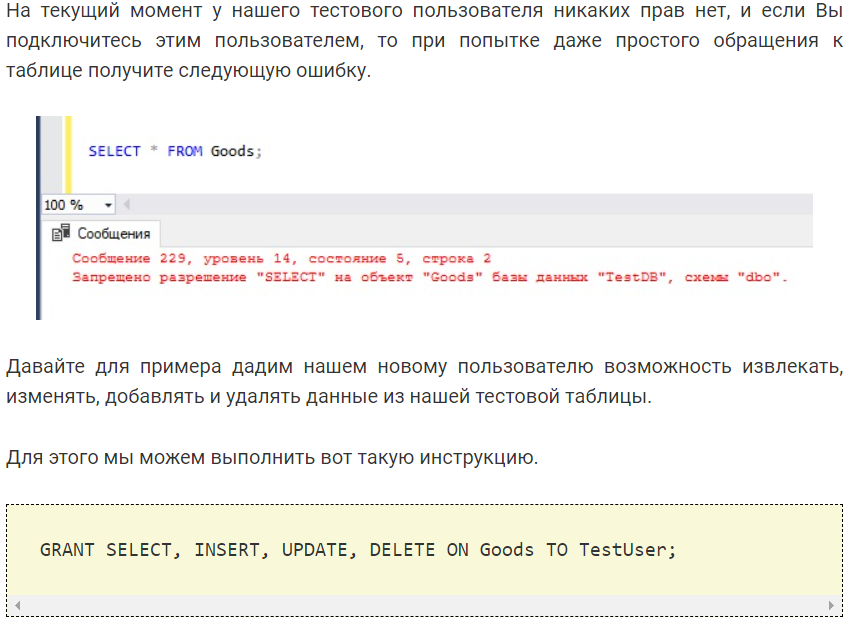 На текущий момент у нашего тестового пользователя никаких прав нет, и если Вы
подключитесь этим пользователем, то при попытке даже простого обращения к
таблице получите следующую ошибку.
SELECT * FROM Goods;
100 %
Сообщения
Сообщение 229, уровень 14, состояние 5, строка 2
Запрещено разрешение "SELECT" на объект "Goods" базы данных "TestDB", схемы "dbo".
Давайте для примера дадим нашем новому пользователю возможность извлекать,
изменять, добавлять и удалять данные из нашей тестовой таблицы.
Для этого мы можем выполнить вот такую инструкцию.
GRANT SELECT, INSERT, UPDATE, DELETE ON Goods TO TestUser;